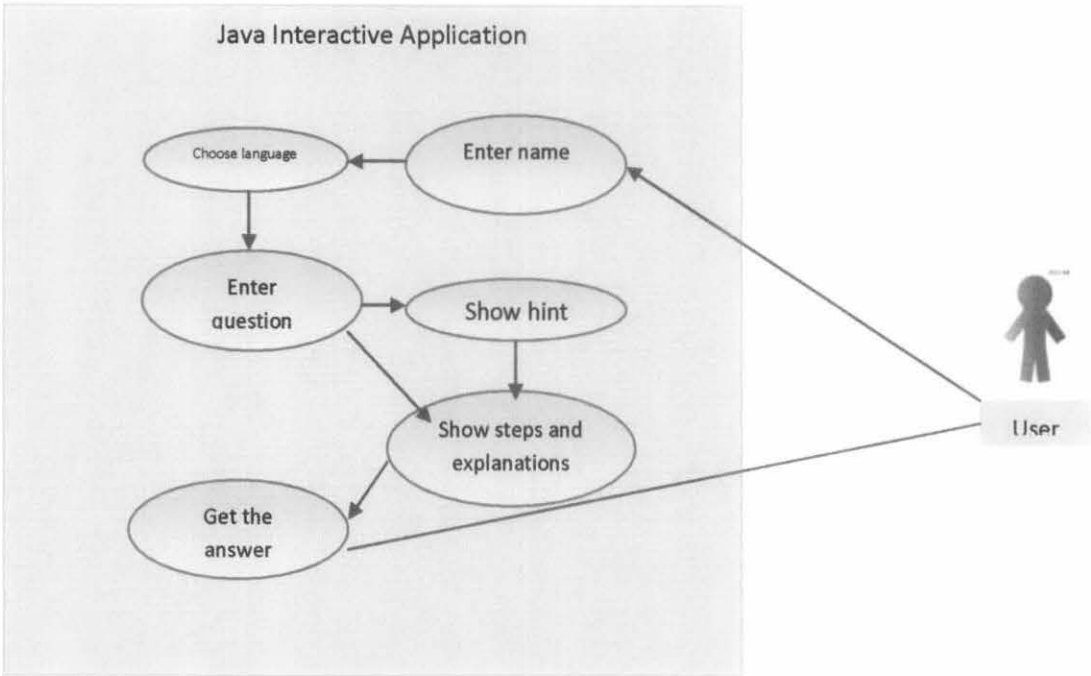 Java Interactive Application
Choose language
Enter name
Enter
question
Show hint
Show steps and
explanations
Get the
answer
User